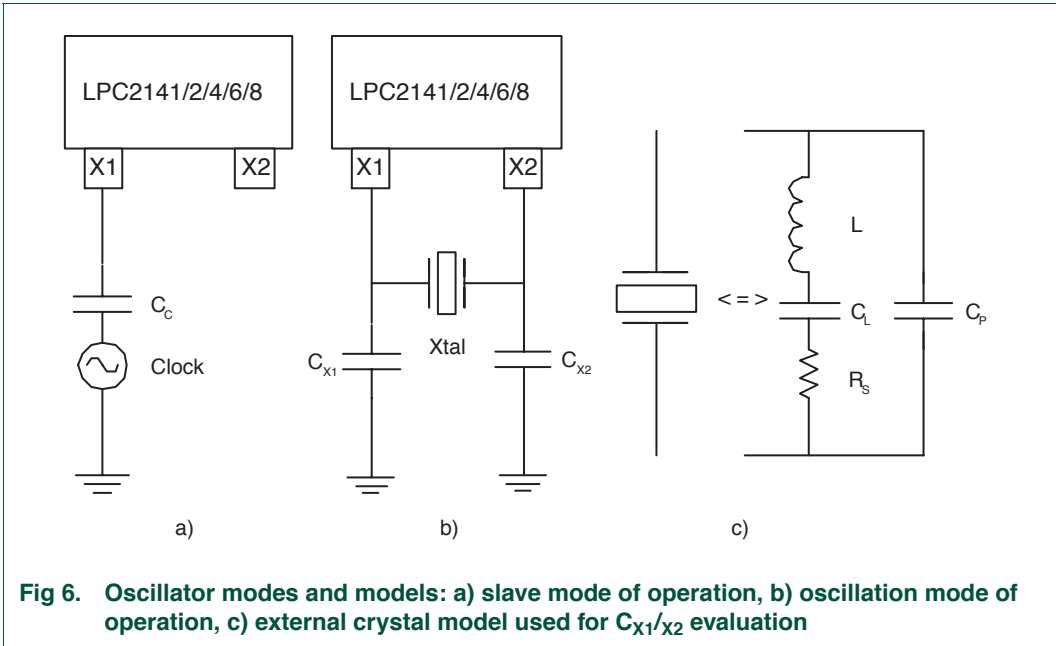 LPC2141/2/4/6/8
X1
X2
C_C
Clock
a)
LPC2141/2/4/6/8
X1
X2
Xtal
C_X1
C_X2
b)
< = >
L
C_L
C_P
R_S
c)
Fig 6. Oscillator modes and models: a) slave mode of operation, b) oscillation mode of
operation, c) external crystal model used for C_X1/X2 evaluation